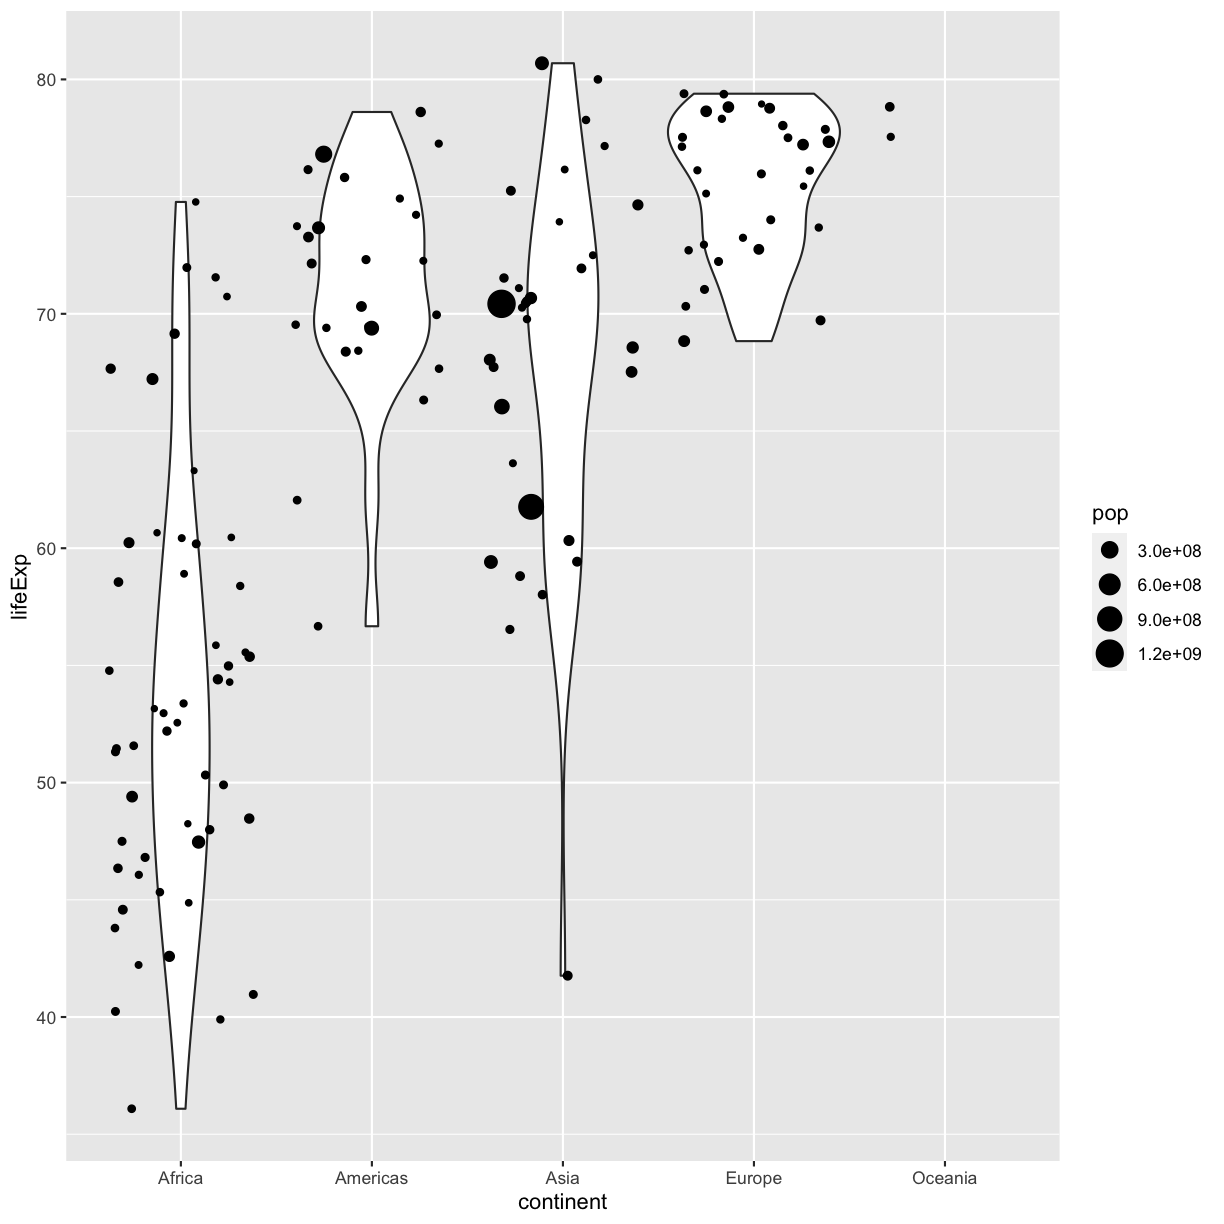 lifeExp
80
70
60
50
40
Africa
Americas
Asia
Europe
Oceania
continent
pop
3.0e+08
6.0e+08
9.0e+08
1.2e+09